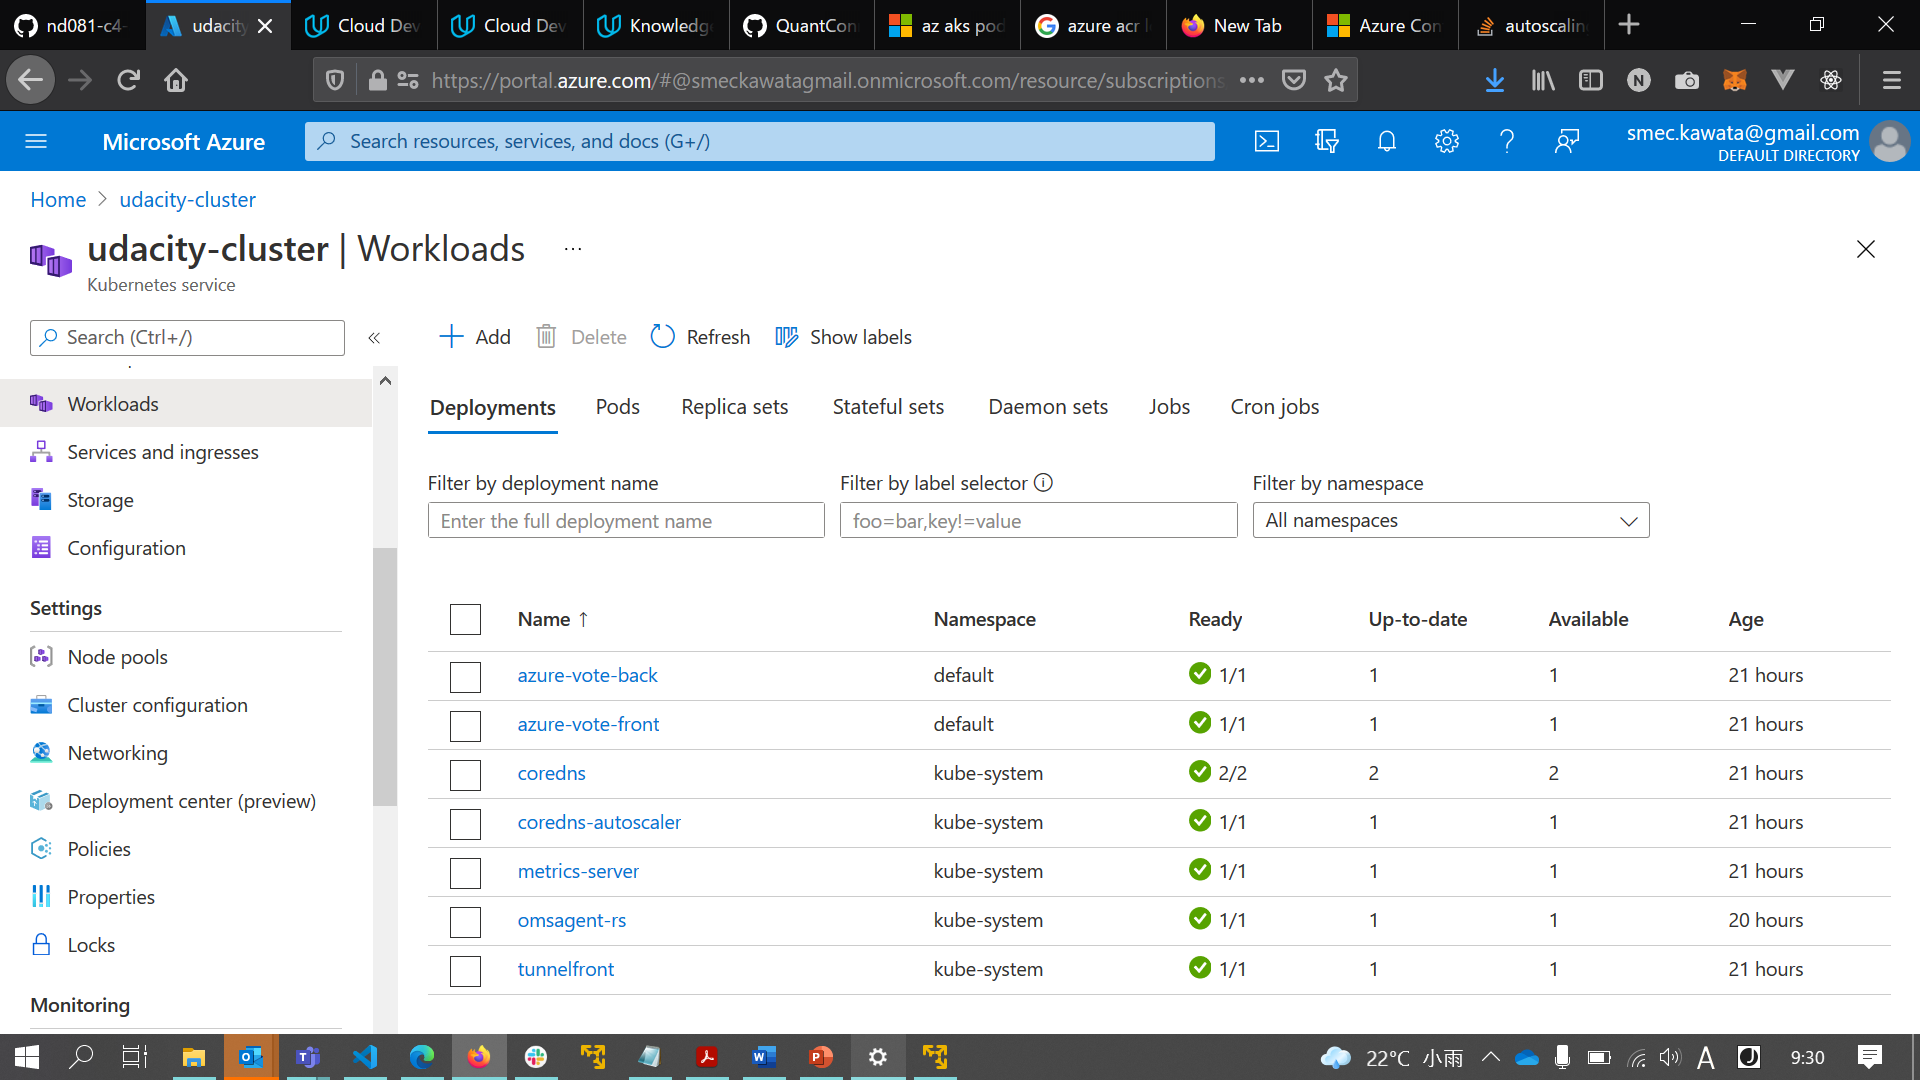 nd081-c4-
udacity
Cloud Dev
Cloud Dev
Knowledge
QuantCon
az aks pod
azure acr l
New Tab
Azure Con
autoscaling
https://portal.azure.com/#@smeckawatagmail.onmicrosoft.com/resource/subscriptions
Microsoft Azure
Search resources, services, and docs (G+/)
smec.kawata@gmail.com
DEFAULT DIRECTORY
Home > udacity-cluster
udacity-cluster | Workloads ...
Kubernetes service
Search (Ctrl+/)
«
Add
Delete
Refresh
Show labels
Workloads
Services and ingresses
Storage
Configuration
Settings
Node pools
Cluster configuration
Networking
Deployment center (preview)
Policies
Properties
Locks
Monitoring
Deployments Pods Replica sets Stateful sets Daemon sets Jobs Cron jobs
Filter by deployment name
Enter the full deployment name
Filter by label selector
foo=bar,key!=value
Filter by namespace
All namespaces
Name ↑ Namespace Ready Up-to-date Available Age
azure-vote-back default 1/1 1 1 21 hours
azure-vote-front default 1/1 1 1 21 hours
coredns kube-system 2/2 2 2 21 hours
coredns-autoscaler kube-system 1/1 1 1 21 hours
metrics-server kube-system 1/1 1 1 21 hours
omsagent-rs kube-system 1/1 1 1 20 hours
tunnelfront kube-system 1/1 1 1 21 hours
22°C 小雨
A
9:30